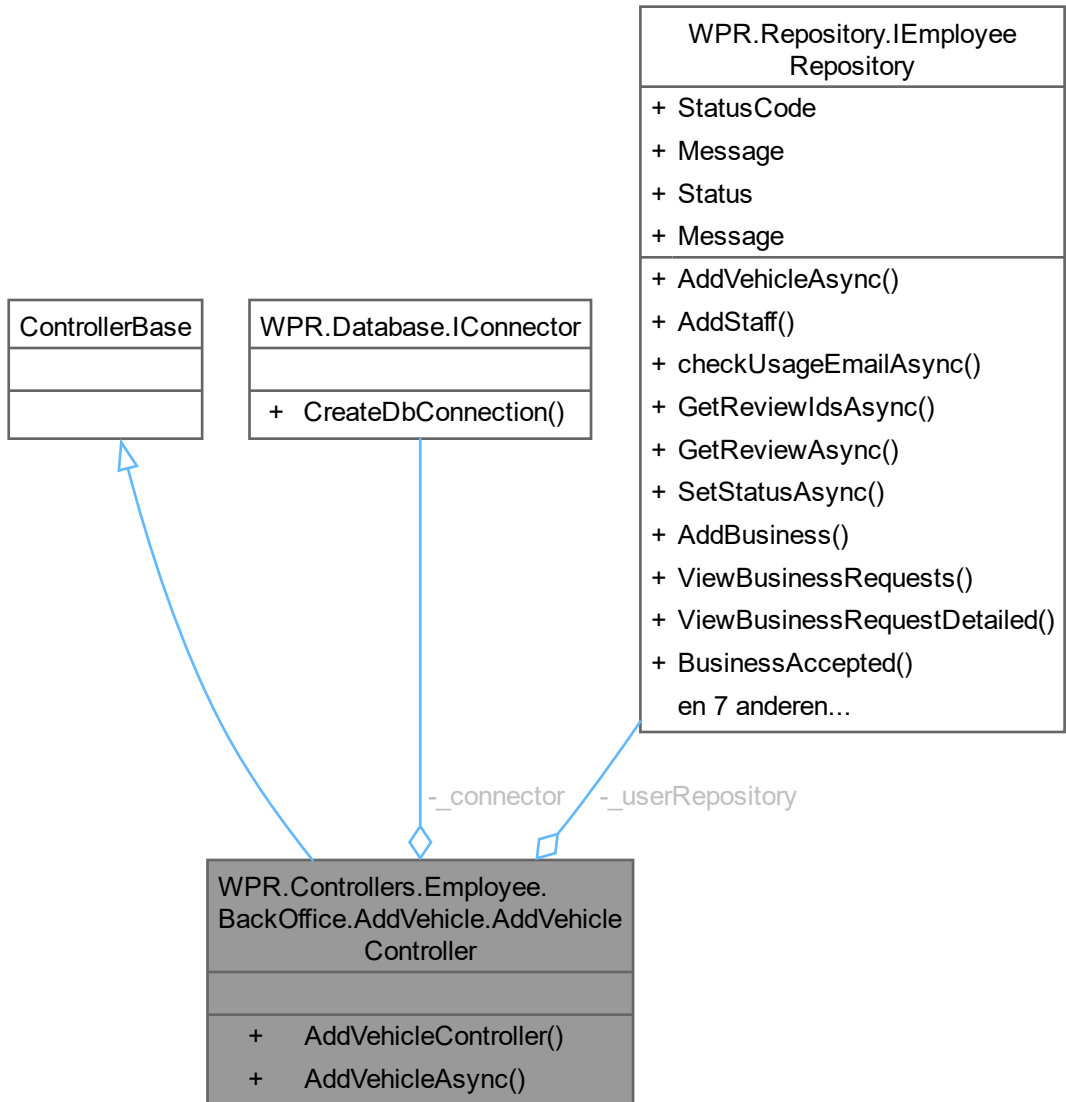 WPR.Repository.IEmployee
Repository
+ StatusCode
+ Message
+ Status
+ Message
+ AddVehicleAsync()
+ AddStaff()
+ checkUsageEmailAsync()
+ GetReviewIdsAsync()
+ GetReviewAsync()
+ SetStatusAsync()
+ AddBusiness()
+ ViewBusinessRequests()
+ ViewBusinessRequestDetailed()
+ BusinessAccepted()
en 7 anderen...
ControllerBase
WPR.Database.IConnector
+ CreateDbConnection()
-_connector
-_userRepository
WPR.Controllers.Employee.
BackOffice.AddVehicle.AddVehicle
Controller
+ AddVehicleController()
+ AddVehicleAsync()